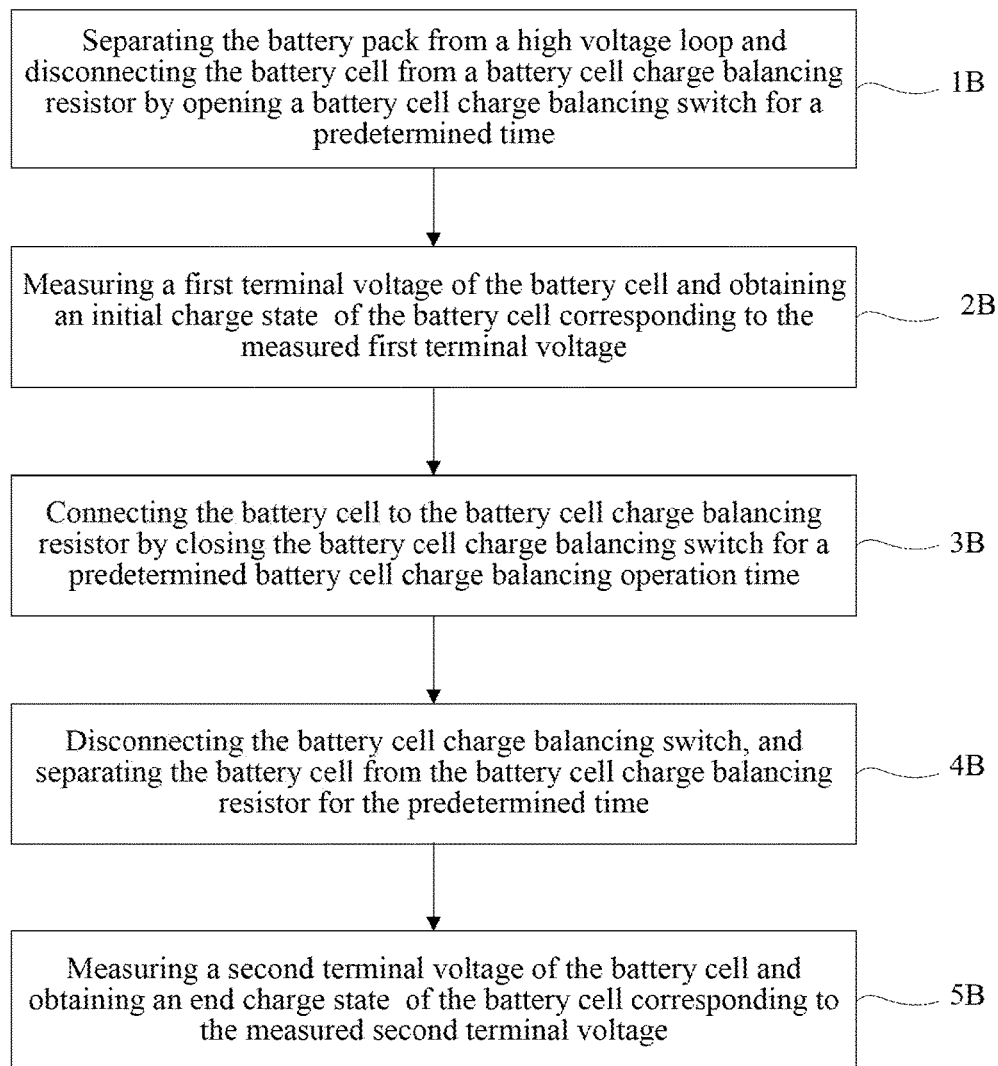 Separating the battery pack from a high voltage loop and
disconnecting the battery cell from a battery cell charge balancing
resistor by opening a battery cell charge balancing switch for a
predetermined time
1B
Measuring a first terminal voltage of the battery cell and obtaining
an initial charge state of the battery cell corresponding to the
measured first terminal voltage
2B
Connecting the battery cell to the battery cell charge balancing
resistor by closing the battery cell charge balancing switch for a
predetermined battery cell charge balancing operation time
3B
Disconnecting the battery cell charge balancing switch, and
separating the battery cell from the battery cell charge balancing
resistor for the predetermined time
4B
Measuring a second terminal voltage of the battery cell and
obtaining an end charge state of the battery cell corresponding to
the measured second terminal voltage
5B